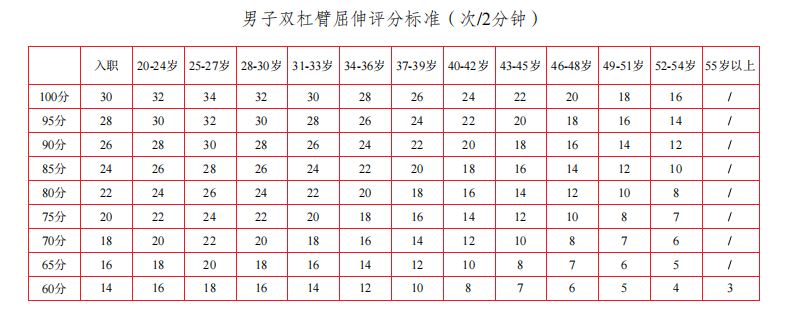 男子双杠臂屈伸评分标准（次/2分钟）
入职 20-24岁 25-27岁 28-30岁 31-33岁 34-36岁 37-39岁 40-42岁 43-45岁 46-48岁 49-51岁 52-54岁 55岁以上
100分 30 32 34 32 30 28 26 24 22 20 18 16 /
95分 28 30 32 30 28 26 24 22 20 18 16 14 /
90分 26 28 30 28 26 24 22 20 18 16 14 12 /
85分 24 26 28 26 24 22 20 18 16 14 12 10 /
80分 22 24 26 24 22 20 18 16 14 12 10 8 /
75分 20 22 24 22 20 18 16 14 12 10 8 7 /
70分 18 20 22 20 18 16 14 12 10 8 7 6 /
65分 16 18 20 18 16 14 12 10 8 7 6 5 /
60分 14 16 18 16 14 12 10 8 7 6 5 4 3